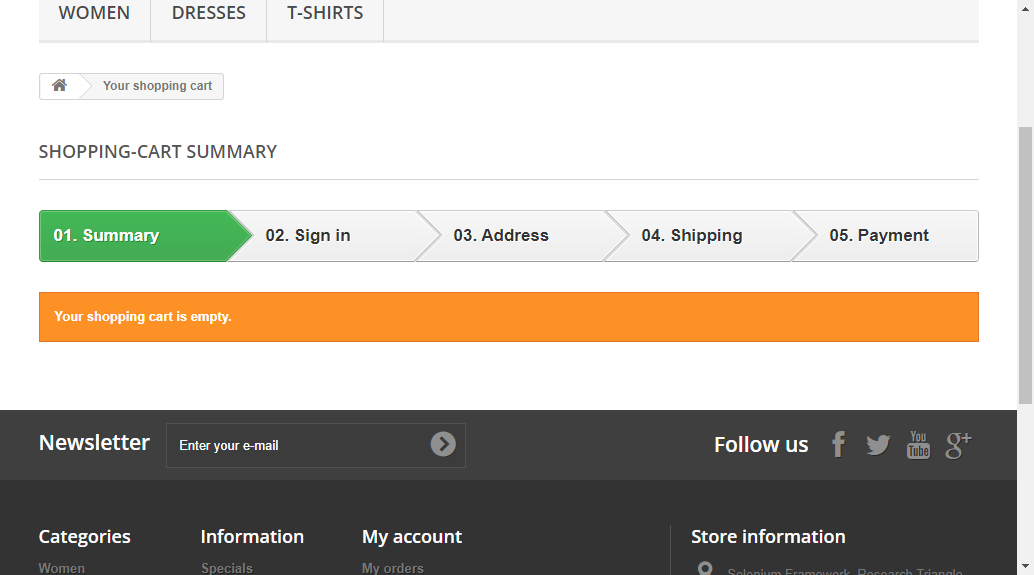 WOMEN DRESSES T-SHIRTS
Your shopping cart
SHOPPING-CART SUMMARY
01. Summary 02. Sign in 03. Address 04. Shipping 05. Payment
Your shopping cart is empty.
Newsletter Enter your e-mail Follow us f You Tube g+
Categories Information My account Store information
Women Specials My orders Selenium Framework, Research Triangle